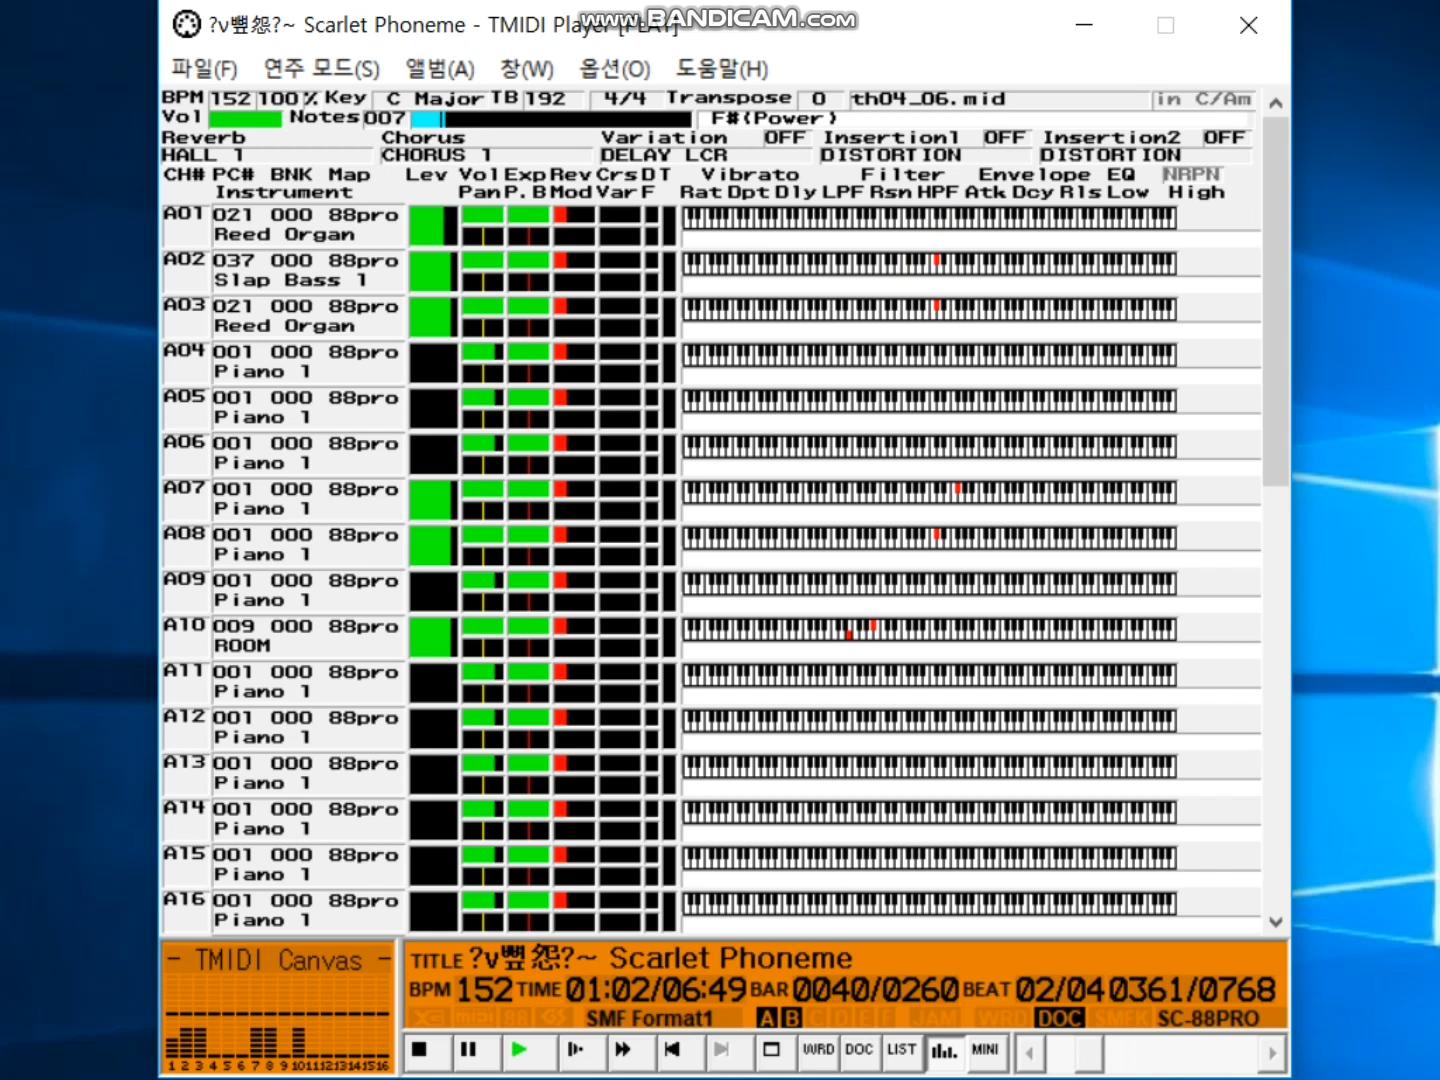 ?ν뾒怨?~ Scarlet Phoneme - TMIDI Player [PLAY]
www.BANDICAM.com
파일(F) 연주 모드(S) 앨범(A) 창(W) 옵션(O) 도움말(H)
BPM 152 100% Key C Major TB 192 4/4 Transpose 0 th04_06.mid in C/Am
Vol Notes 007 F#(Power)
Reverb Chorus Variation OFF Insertion1 OFF Insertion2 OFF
HALL 1 CHORUS 1 DELAY LCR DISTORTION DISTORTION
CH# PC# BNK Map Lev Vol Exp Rev Crs DT Vibrato Filter Envelope EQ NRPN
Instrument Pan P.B Mod Var F Rat Dpt Dly LPF Rsn HPF Atk Dcy Rls Low High
A01 021 000 88pro
Reed Organ
A02 037 000 88pro
Slap Bass 1
A03 021 000 88pro
Reed Organ
A04 001 000 88pro
Piano 1
A05 001 000 88pro
Piano 1
A06 001 000 88pro
Piano 1
A07 001 000 88pro
Piano 1
A08 001 000 88pro
Piano 1
A09 001 000 88pro
Piano 1
A10 009 000 88pro
ROOM
A11 001 000 88pro
Piano 1
A12 001 000 88pro
Piano 1
A13 001 000 88pro
Piano 1
A14 001 000 88pro
Piano 1
A15 001 000 88pro
Piano 1
A16 001 000 88pro
Piano 1
- TMIDI Canvas -
1 2 3 4 5 6 7 8 9 10 11 12 13 14 15 16
TITLE ?ν뾒怨?~ Scarlet Phoneme
BPM 152 TIME 01:02/06:49 BAR 0040/0260 BEAT 02/04 0361/0768
XG midi 98 GS SMF Format1 A B C D E F JAM WRD DOC SMFK SC-88PRO
WRD DOC LIST MINI